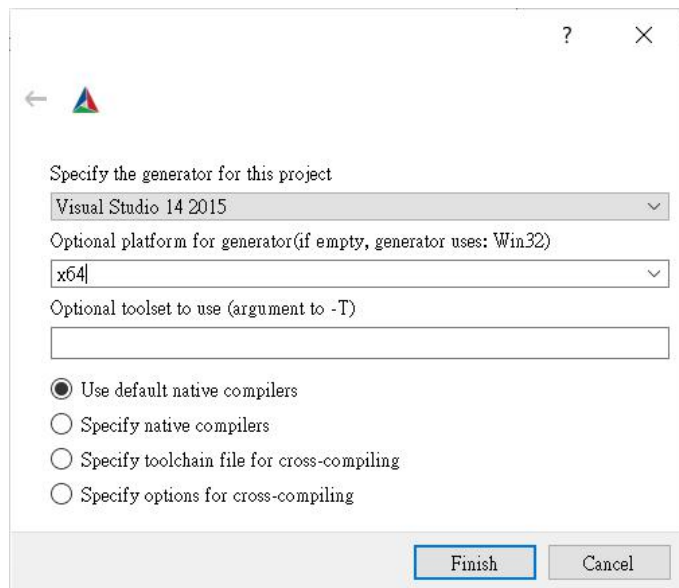 ?
Specify the generator for this project
Visual Studio 14 2015
Optional platform for generator(if empty, generator uses: Win32)
x64
Optional toolset to use (argument to -T)
Use default native compilers
Specify native compilers
Specify toolchain file for cross-compiling
Specify options for cross-compiling
Finish Cancel